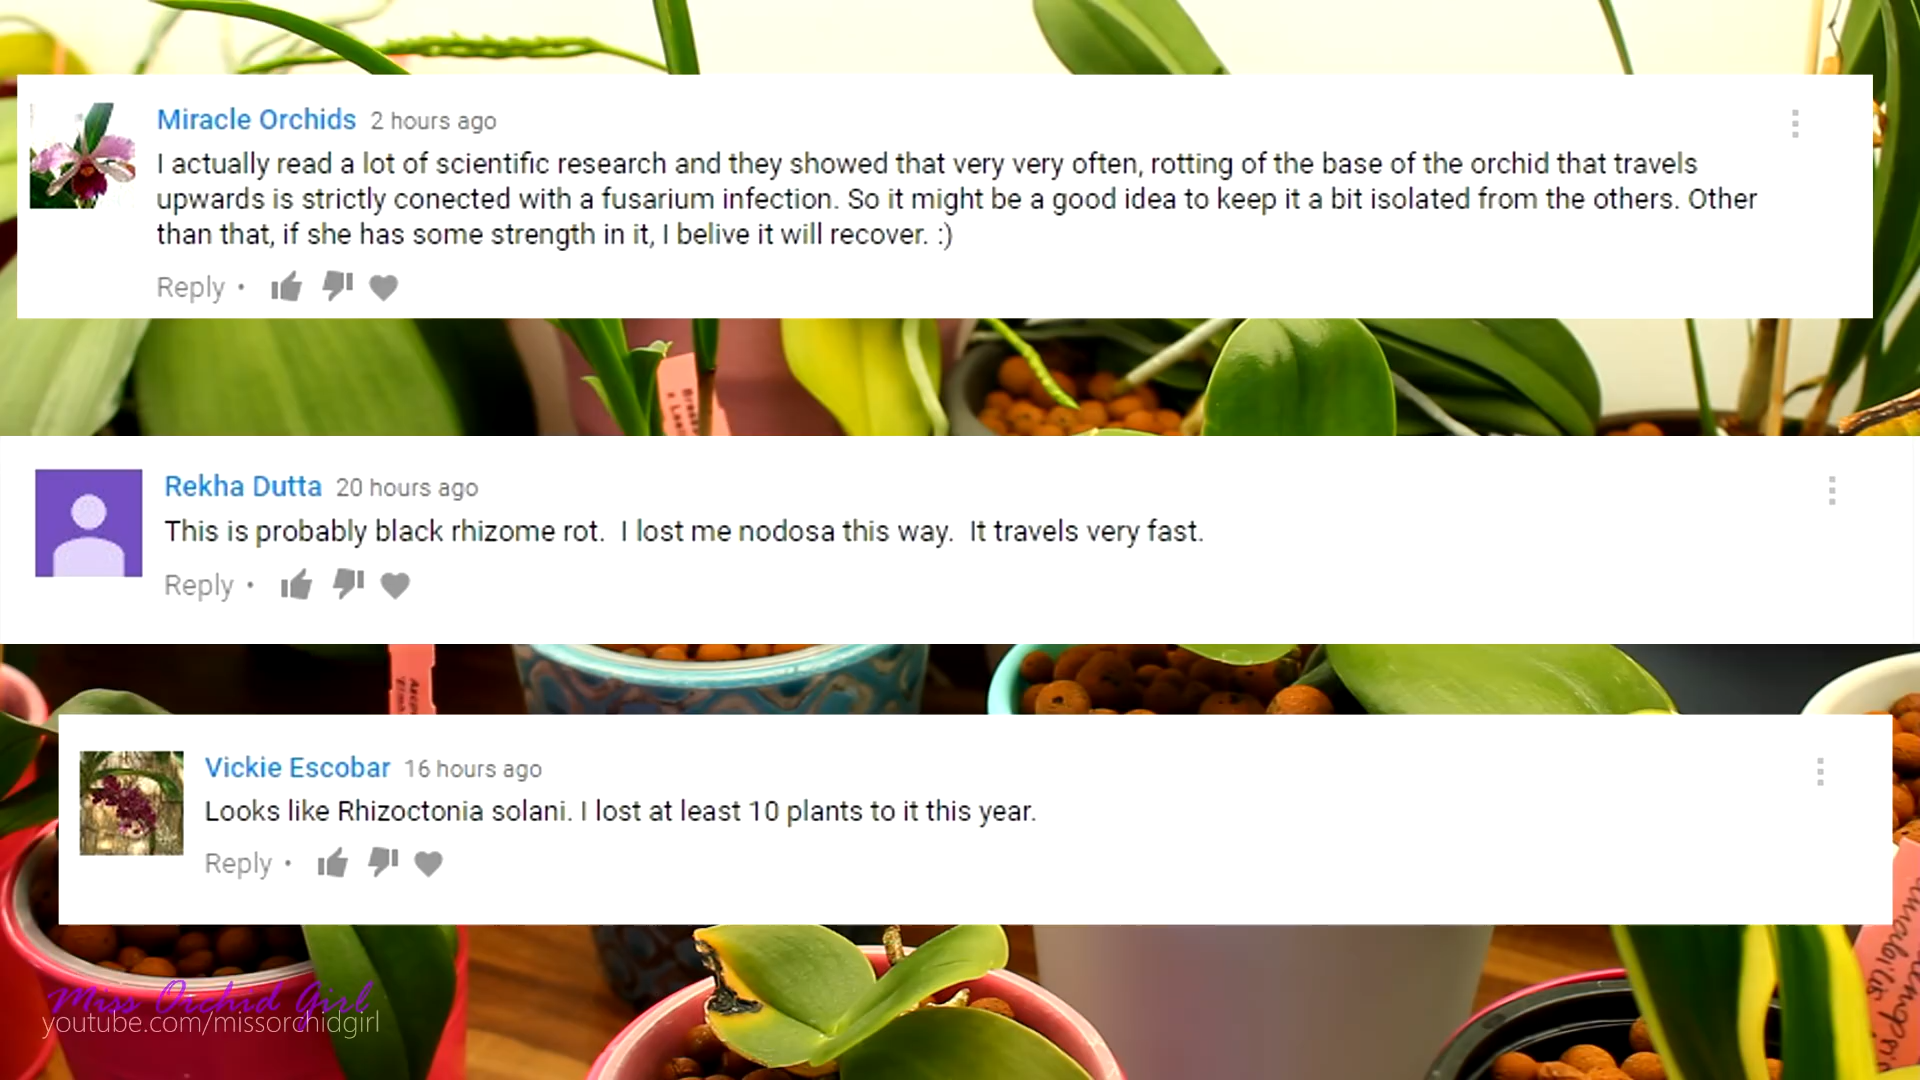 Miracle Orchids 2 hours ago
I actually read a lot of scientific research and they showed that very very often, rotting of the base of the orchid that travels
upwards is strictly conected with a fusarium infection. So it might be a good idea to keep it a bit isolated from the others. Other
than that, if she has some strength in it, I belive it will recover. :)
Reply •
Rekha Dutta 20 hours ago
This is probably black rhizome rot.  I lost me nodosa this way.  It travels very fast.
Reply •
Vickie Escobar 16 hours ago
Looks like Rhizoctonia solani. I lost at least 10 plants to it this year.
Reply •
Miss Orchid Girl
youtube.com/missorchidgirl